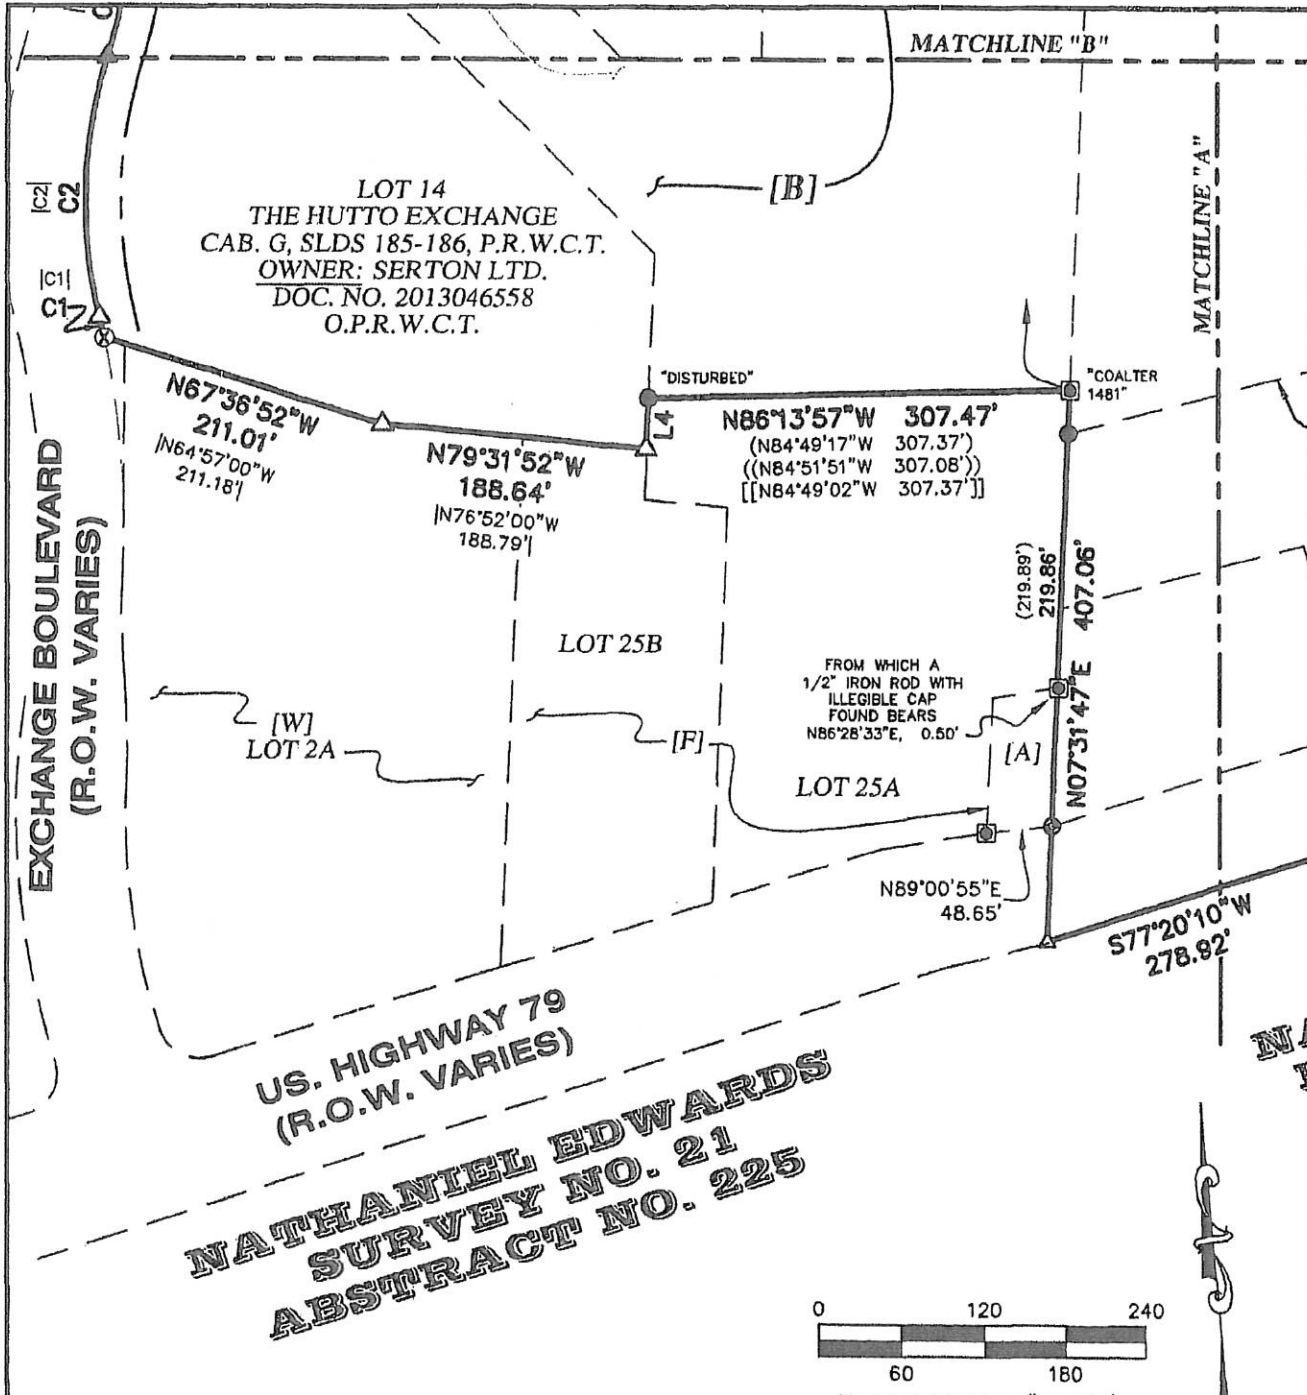 MATCHLINE "B"
MATCHLINE "A"
[B]
|C2|
C2
|C1|
C1
LOT 14
THE HUTTO EXCHANGE
CAB. G, SLDS 185-186, P.R.W.C.T.
OWNER: SERTON LTD.
DOC. NO. 2013046558
O.P.R.W.C.T.
"DISTURBED"
"COALTER
1481"
L4
N67°36'52"W
211.01'
|N64°57'00"W
211.18'|
N79°31'52"W
188.64'
|N76°52'00"W
188.79'|
N86°13'57"W 307.47'
(N84°49'17"W 307.37')
((N84°51'51"W 307.08'))
[[N84°49'02"W 307.37']]
(219.89')
219.86'
N07°31'47"E 407.06'
EXCHANGE BOULEVARD
(R.O.W. VARIES)
LOT 25B
FROM WHICH A
1/2" IRON ROD WITH
ILLEGIBLE CAP
FOUND BEARS
N86°28'33"E, 0.50'
[W]
LOT 2A
[F]
[A]
LOT 25A
N89°00'55"E
48.65'
S77°20'10"W
278.92'
US. HIGHWAY 79
(R.O.W. VARIES)
NATHANIEL EDWARDS
SURVEY NO. 21
ABSTRACT NO. 225
0 120 240
60 180